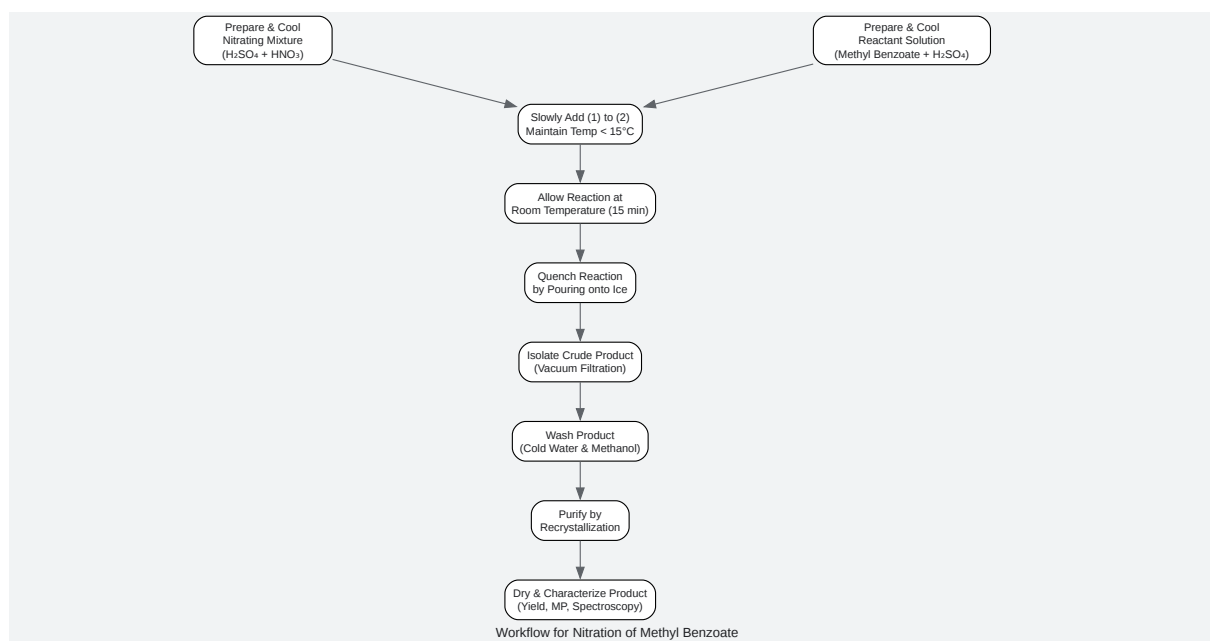 Prepare & Cool
Nitrating Mixture
(H₂SO₄ + HNO₃)
Prepare & Cool
Reactant Solution
(Methyl Benzoate + H₂SO₄)
Slowly Add (1) to (2)
Maintain Temp < 15°C
Allow Reaction at
Room Temperature (15 min)
Quench Reaction
by Pouring onto Ice
Isolate Crude Product
(Vacuum Filtration)
Wash Product
(Cold Water & Methanol)
Purify by
Recrystallization
Dry & Characterize Product
(Yield, MP, Spectroscopy)
Workflow for Nitration of Methyl Benzoate